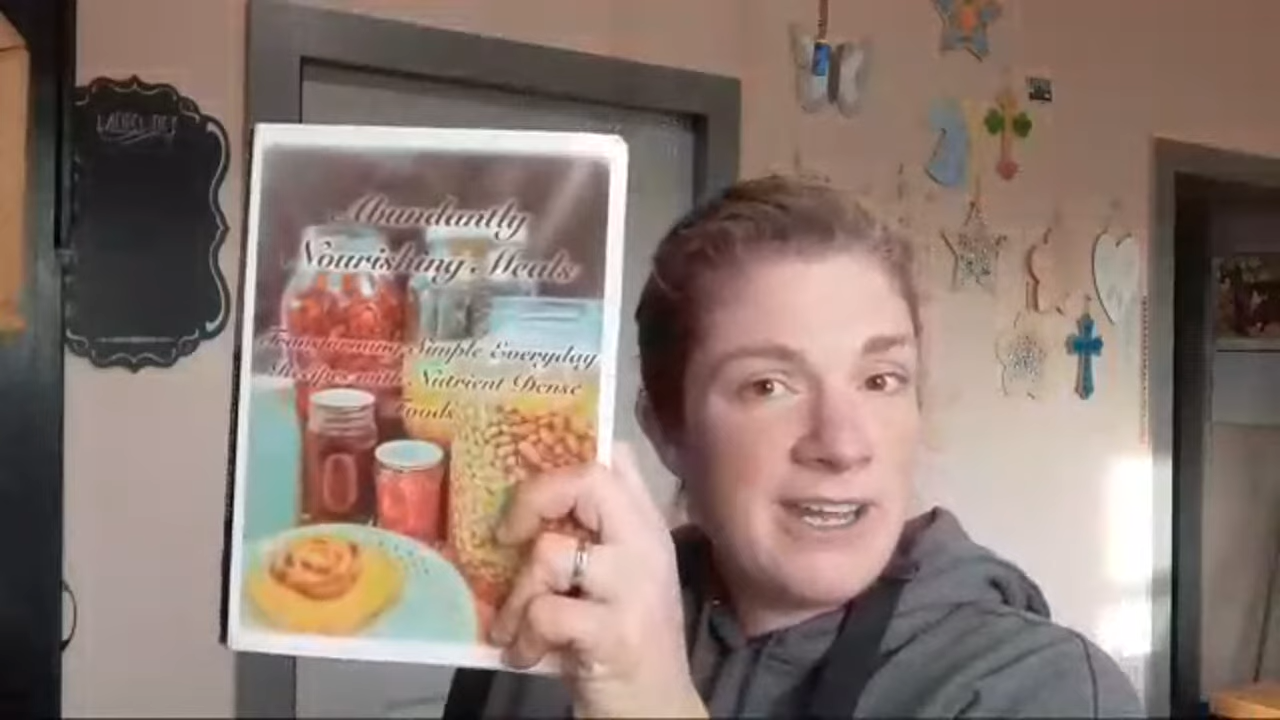 Abundantly
Nourishing Meals
Transforming Simple Everyday
Recipes with Nutrient Dense
Foods